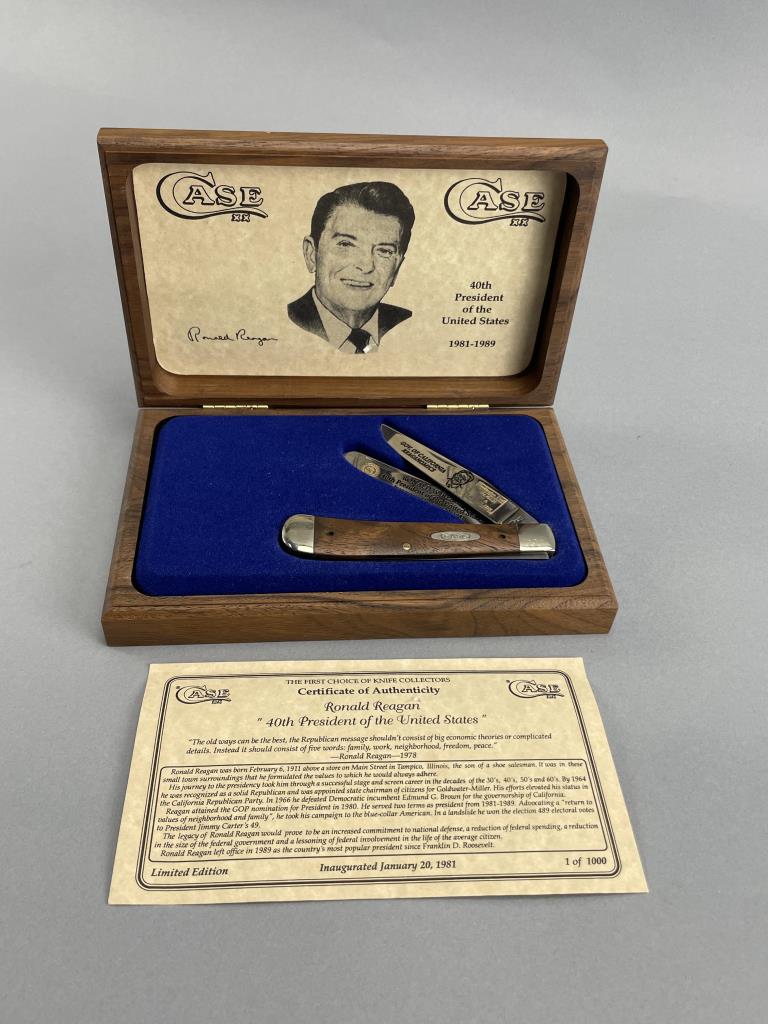 CASE
XX
CASE
XX
40th
President
of the
United States
1981-1989
Ronald Reagan
GOV. OF CALIFORNIA
40th President of the United
THE FIRST CHOICE OF KNIFE COLLECTORS
CASE
XX
Certificate of Authenticity
CASE
XX
Ronald Reagan
" 40th President of the United States "
"The old ways can be the best, the Republican message shouldn't consist of big economic theories or complicated
details. Instead it should consist of five words: family, work, neighborhood, freedom, peace."
—Ronald Reagan—1978
Ronald Reagan was born February 6, 1911 above a store on Main Street in Tampico, Illinois, the son of a shoe salesman. It was in these
small town surroundings that he formulated the values to which he would always adhere.
His journey to the presidency took him through a successful stage and screen career in the decades of the 30's, 40's, 50's and 60's. By 1964
he was recognized as a solid Republican and was appointed state chairman of citizens for Goldwater-Miller. His efforts elevated his status in
the California Republican Party. In 1966 he defeated Democratic incumbent Edmund G. Brown for the governorship of California.
Reagan attained the GOP nomination for President in 1980. He served two terms as president from 1981-1989. Advocating a "return to
values of neighborhood and family", he took his campaign to the blue-collar American. In a landslide he won the election 489 electoral votes
to President Jimmy Carter's 49.
The legacy of Ronald Reagan would prove to be an increased commitment to national defense, a reduction of federal spending, a reduction
in the size of the federal government and a lessening of federal involvement in the life of the average citizen.
Ronald Reagan left office in 1989 as the country's most popular president since Franklin D. Roosevelt.
Limited Edition
Inaugurated January 20, 1981
1 of 1000